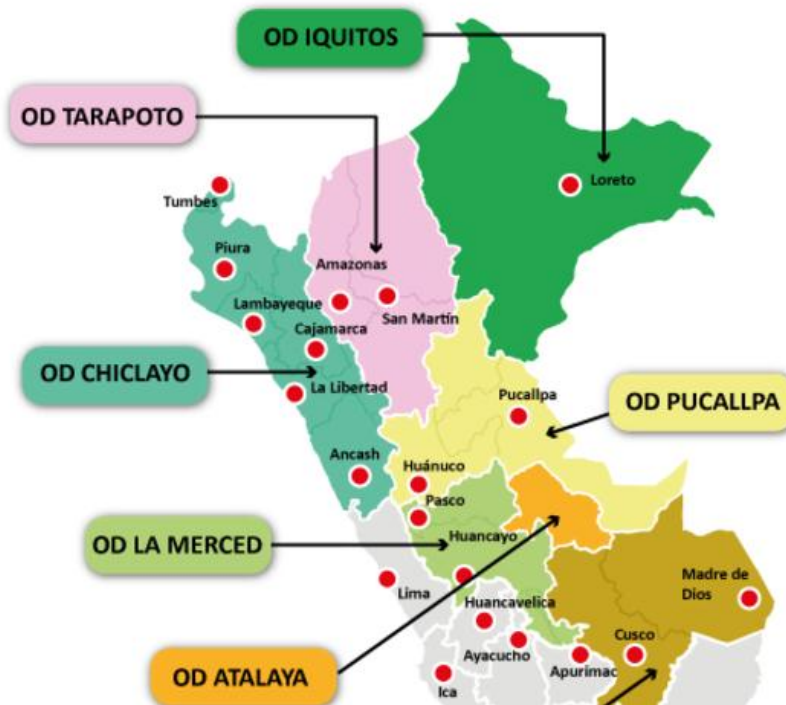 OD IQUITOS
OD TARAPOTO
Loreto
Tumbes
Piura
Amazonas
Lambayeque
San Martín
Cajamarca
OD CHICLAYO
La Libertad
Pucallpa
OD PUCALLPA
Ancash
Huánuco
Pasco
OD LA MERCED
Huancayo
Madre de
Dios
Lima
Huancavelica
Cusco
Ayacucho
Apurimac
OD ATALAYA
Ica